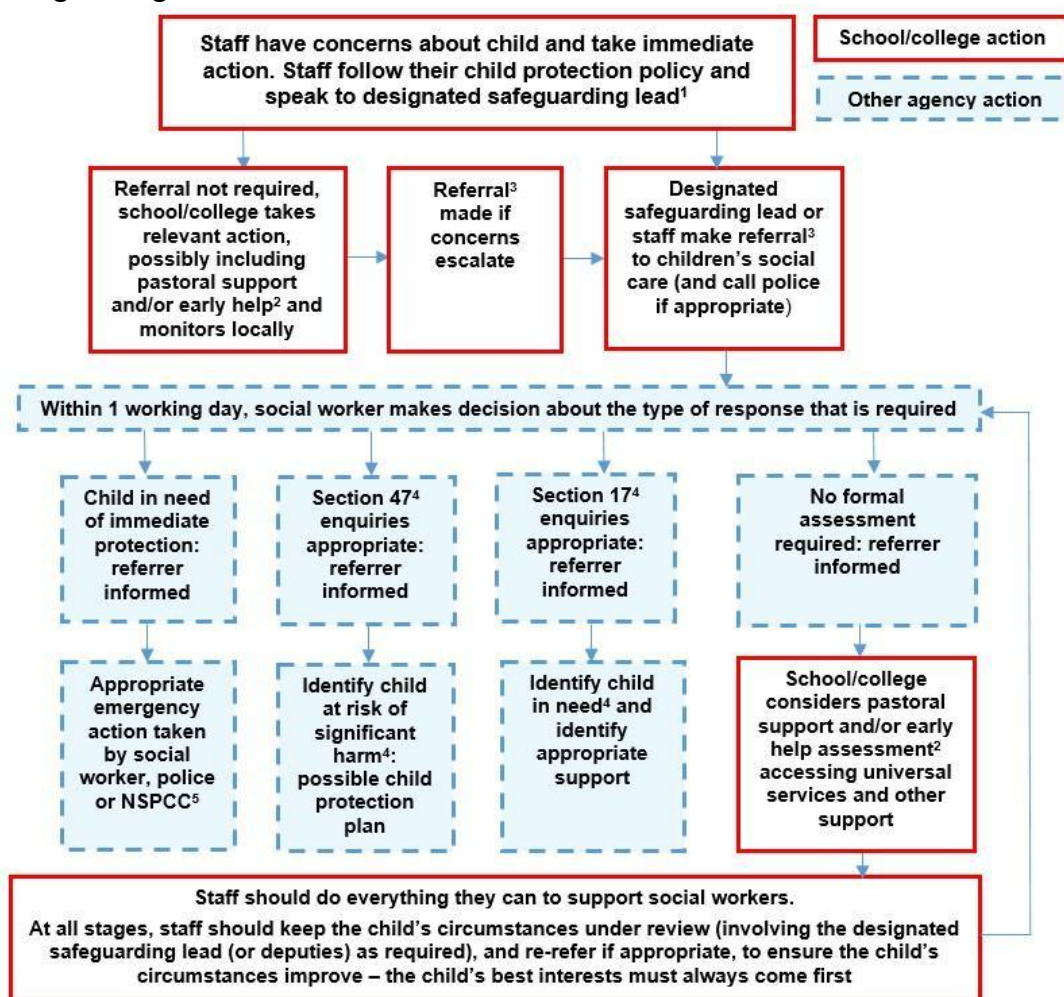 Staff have concerns about child and take immediate
action. Staff follow their child protection policy and
speak to designated safeguarding lead¹
School/college action
Other agency action
Referral not required,
school/college takes
relevant action,
possibly including
pastoral support
and/or early help² and
monitors locally
Referral³
made if
concerns
escalate
Designated
safeguarding lead or
staff make referral³
to children’s social
care (and call police
if appropriate)
Within 1 working day, social worker makes decision about the type of response that is required
Child in need
of immediate
protection:
referrer
informed
Section 47⁴
enquiries
appropriate:
referrer
informed
Section 17⁴
enquiries
appropriate:
referrer
informed
No formal
assessment
required: referrer
informed
Appropriate
emergency
action taken
by social
worker, police
or NSPCC⁵
Identify child
at risk of
significant
harm⁴:
possible child
protection
plan
Identify child
in need⁴ and
identify
appropriate
support
School/college
considers pastoral
support and/or early
help assessment²
accessing universal
services and other
support
Staff should do everything they can to support social workers.
At all stages, staff should keep the child’s circumstances under review (involving the designated
safeguarding lead (or deputies) as required), and re-refer if appropriate, to ensure the child’s
circumstances improve – the child’s best interests must always come first